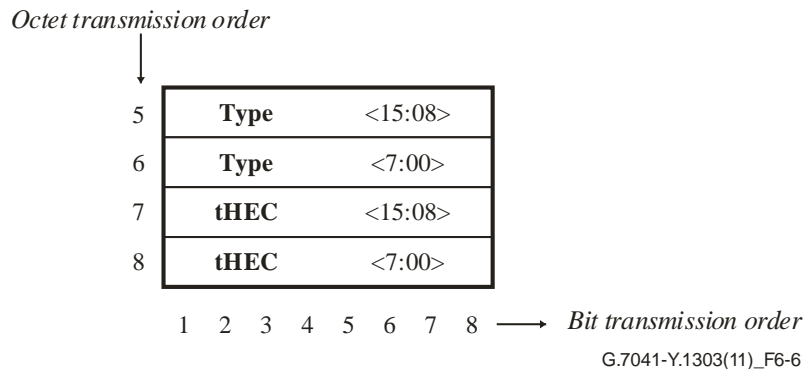 Octet transmission order
5 Type <15:08>
6 Type <7:00>
7 tHEC <15:08>
8 tHEC <7:00>
1 2 3 4 5 6 7 8 Bit transmission order
G.7041-Y.1303(11)_F6-6